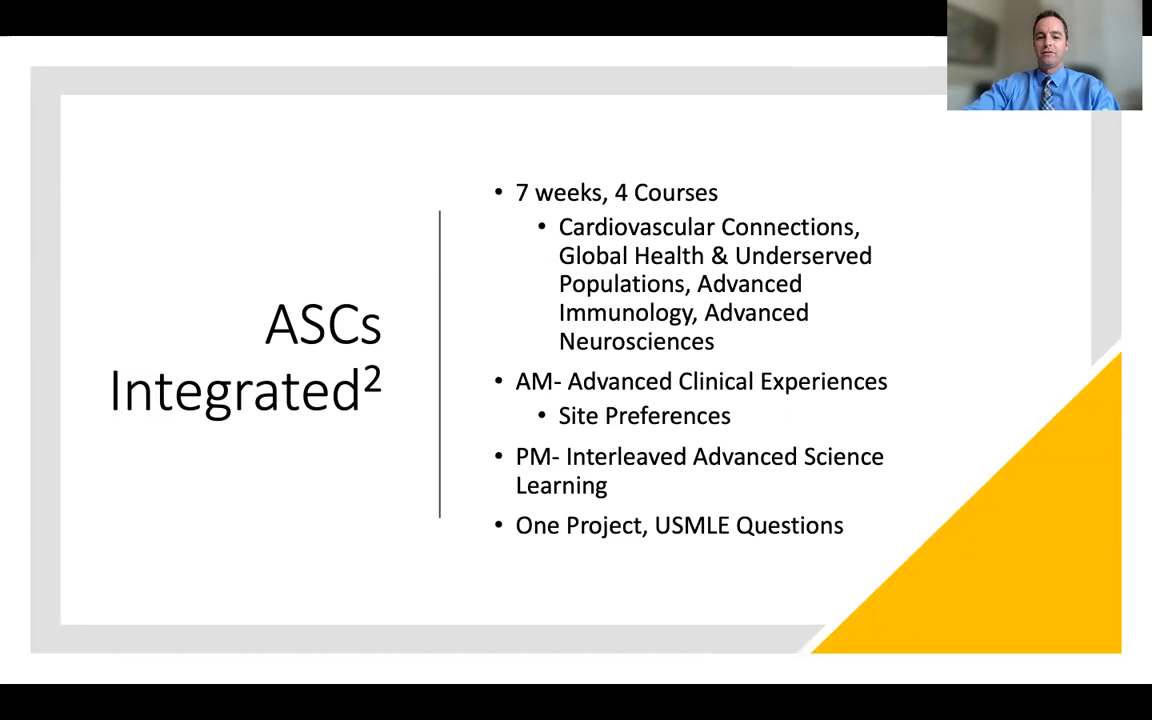 ASCs
Integrated²
• 7 weeks, 4 Courses
• Cardiovascular Connections,
Global Health & Underserved
Populations, Advanced
Immunology, Advanced
Neurosciences
• AM- Advanced Clinical Experiences
• Site Preferences
• PM- Interleaved Advanced Science
Learning
• One Project, USMLE Questions